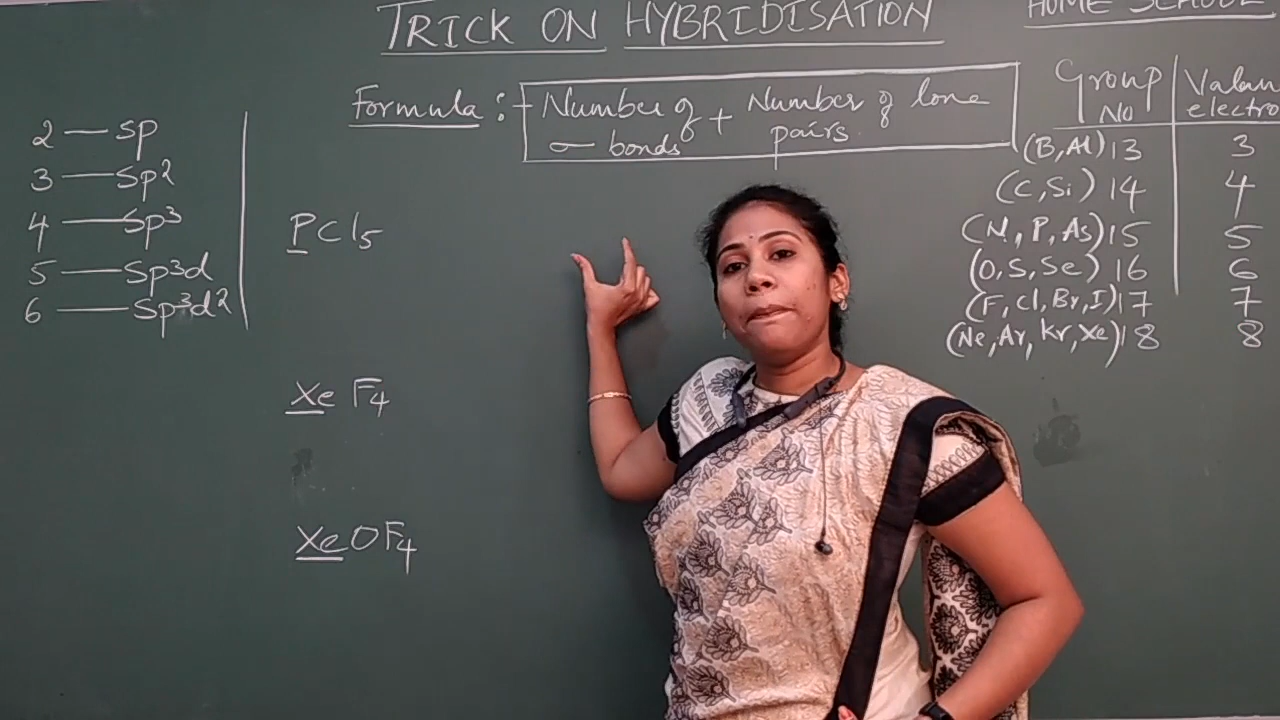 TRICK ON HYBRIDISATION
HOME SCHOOL
Formula :- Number of σ bonds + Number of lone pairs
2 — sp
3 — sp2
4 — sp3
5 — sp3d
6 — sp3d2
PCl5
XeF4
XeOF4
Group No Valan electro
(B, Al) 13 3
(C, Si) 14 4
(N, P, As) 15 5
(O, S, Se) 16 6
(F, Cl, Br, I) 17 7
(Ne, Ar, Kr, Xe) 18 8